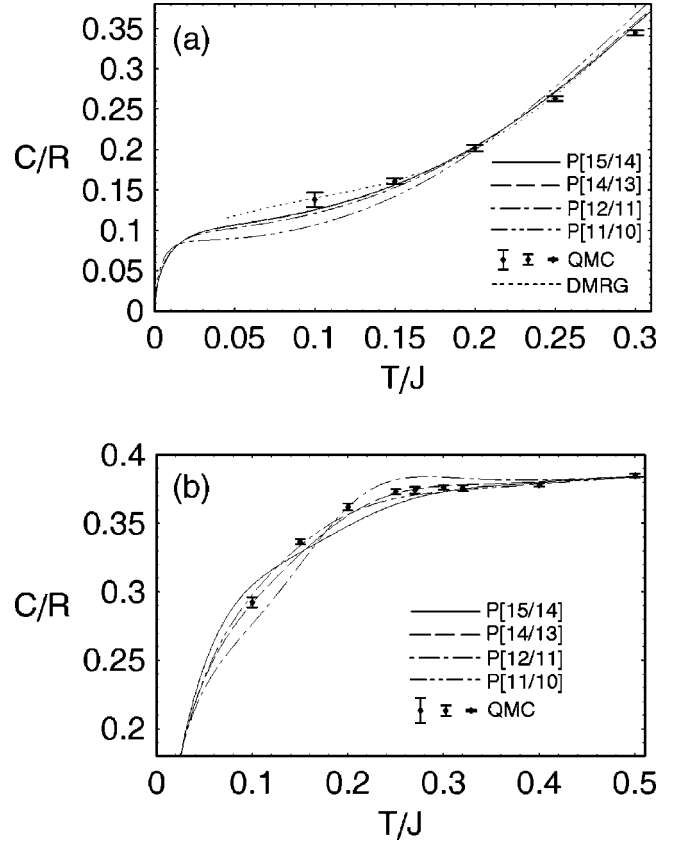 (a)
C/R
0.35
0.3
0.25
0.2
0.15
0.1
0.05
0
P[15/14]
P[14/13]
P[12/11]
P[11/10]
QMC
DMRG
0 0.05 0.1 0.15 0.2 0.25 0.3
T/J
(b)
C/R
0.4
0.35
0.3
0.25
0.2
P[15/14]
P[14/13]
P[12/11]
P[11/10]
QMC
0 0.1 0.2 0.3 0.4 0.5
T/J